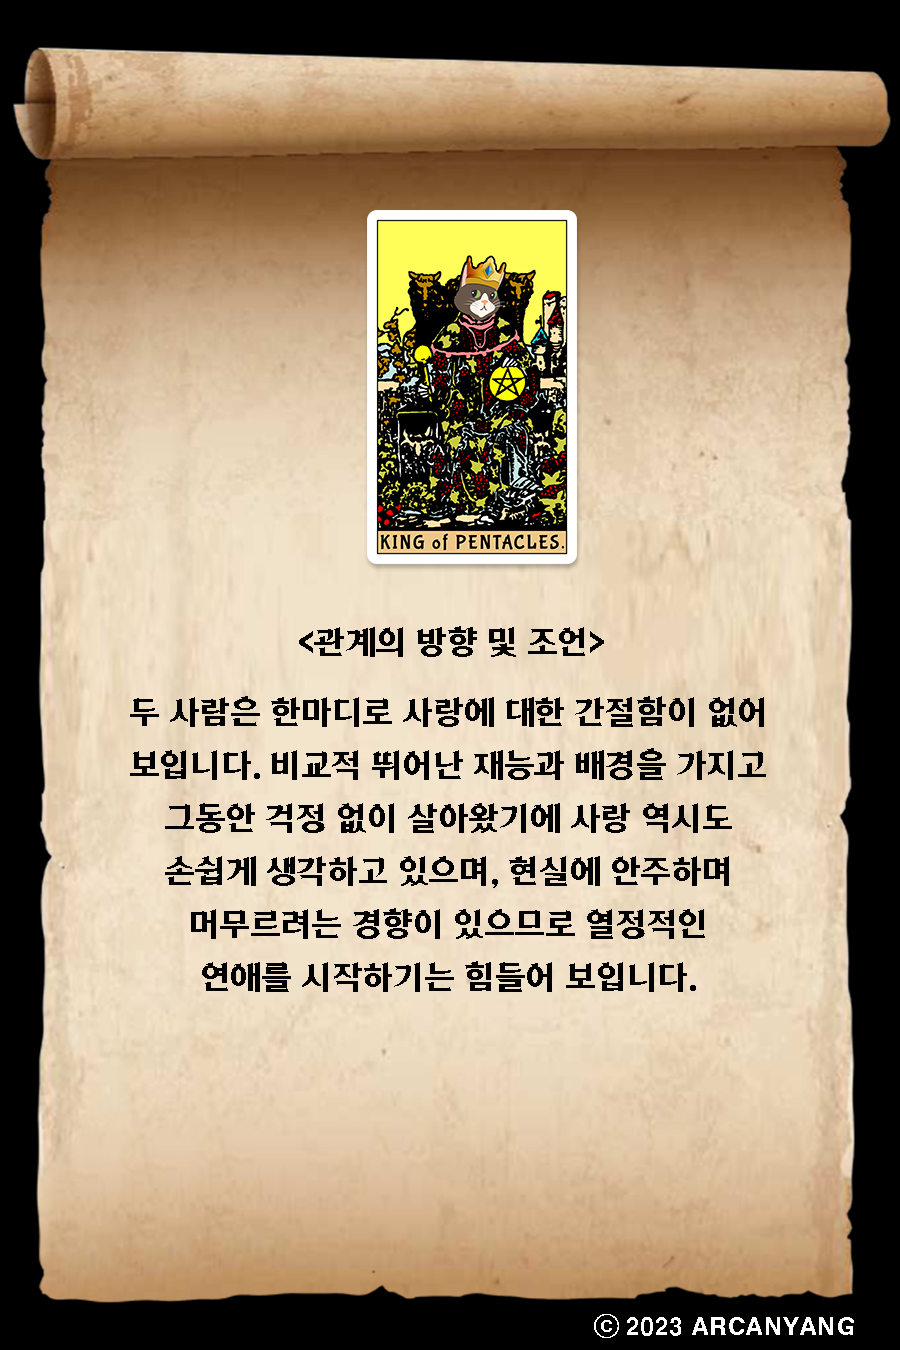 KING of PENTACLES.
<관계의 방향 및 조언>
두 사람은 한마디로 사랑에 대한 간절함이 없어
보입니다. 비교적 뛰어난 재능과 배경을 가지고
그동안 걱정 없이 살아왔기에 사랑 역시도
손쉽게 생각하고 있으며, 현실에 안주하며
머무르려는 경향이 있으므로 열정적인
연애를 시작하기는 힘들어 보입니다.
© 2023 ARCANYANG